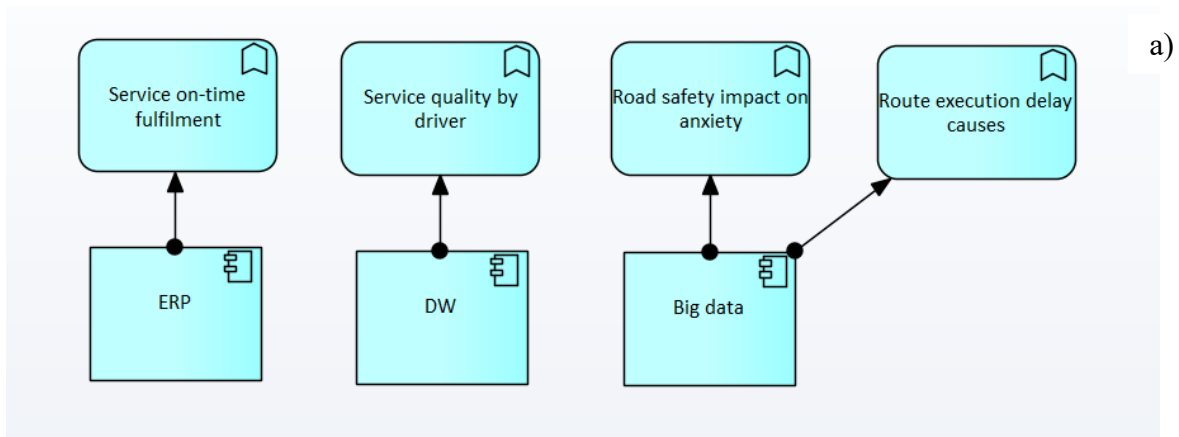 a)
Service on-time
fulfilment
Service quality by
driver
Road safety impact on
anxiety
Route execution delay
causes
ERP
DW
Big data